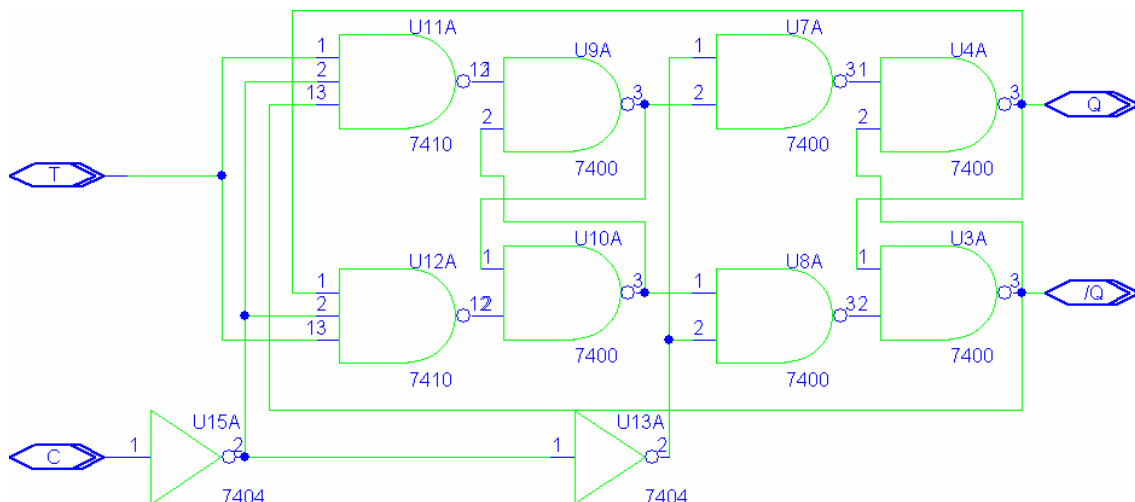 U11A U9A U7A U4A
1 1 1
2 12 1 3 1
13 3 2 3 Q
2 2
7410 7400 7400 7400
T
U12A U10A U8A U3A
1 1 1 1
2 3 3
13 12 2 2 3 2 /Q
7410 7400 7400 7400
U15A U13A
C 1 2 1 2
7404 7404